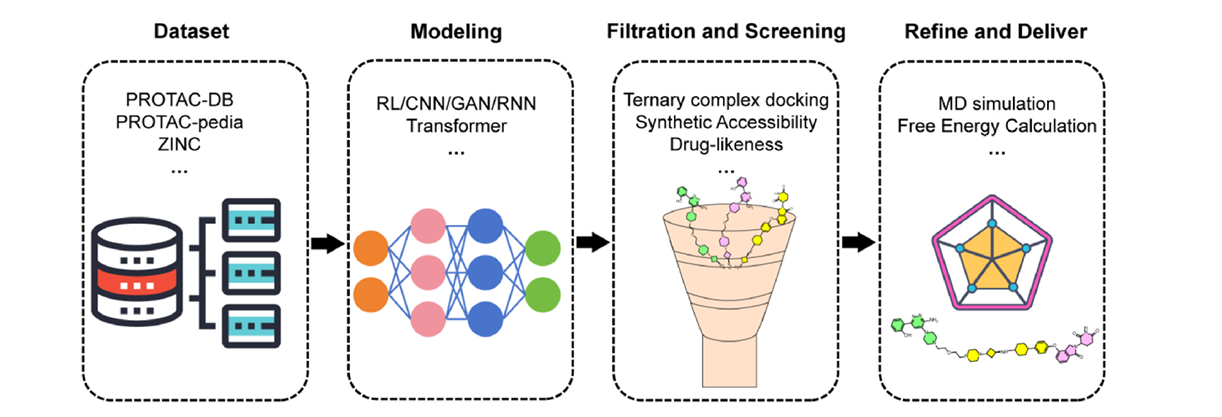 Dataset
PROTAC-DB
PROTAC-pedia
ZINC
...
Modeling
RL/CNN/GAN/RNN
Transformer
...
Filtration and Screening
Ternary complex docking
Synthetic Accessibility
Drug-likeness
...
Refine and Deliver
MD simulation
Free Energy Calculation
...